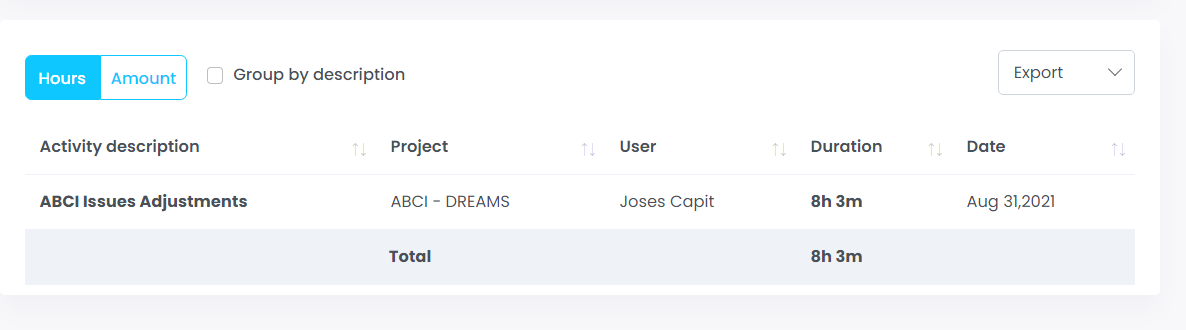 Hours Amount Group by description Export
Activity description Project User Duration Date
ABCI Issues Adjustments ABCI - DREAMS Joses Capit 8h 3m Aug 31,2021
Total 8h 3m